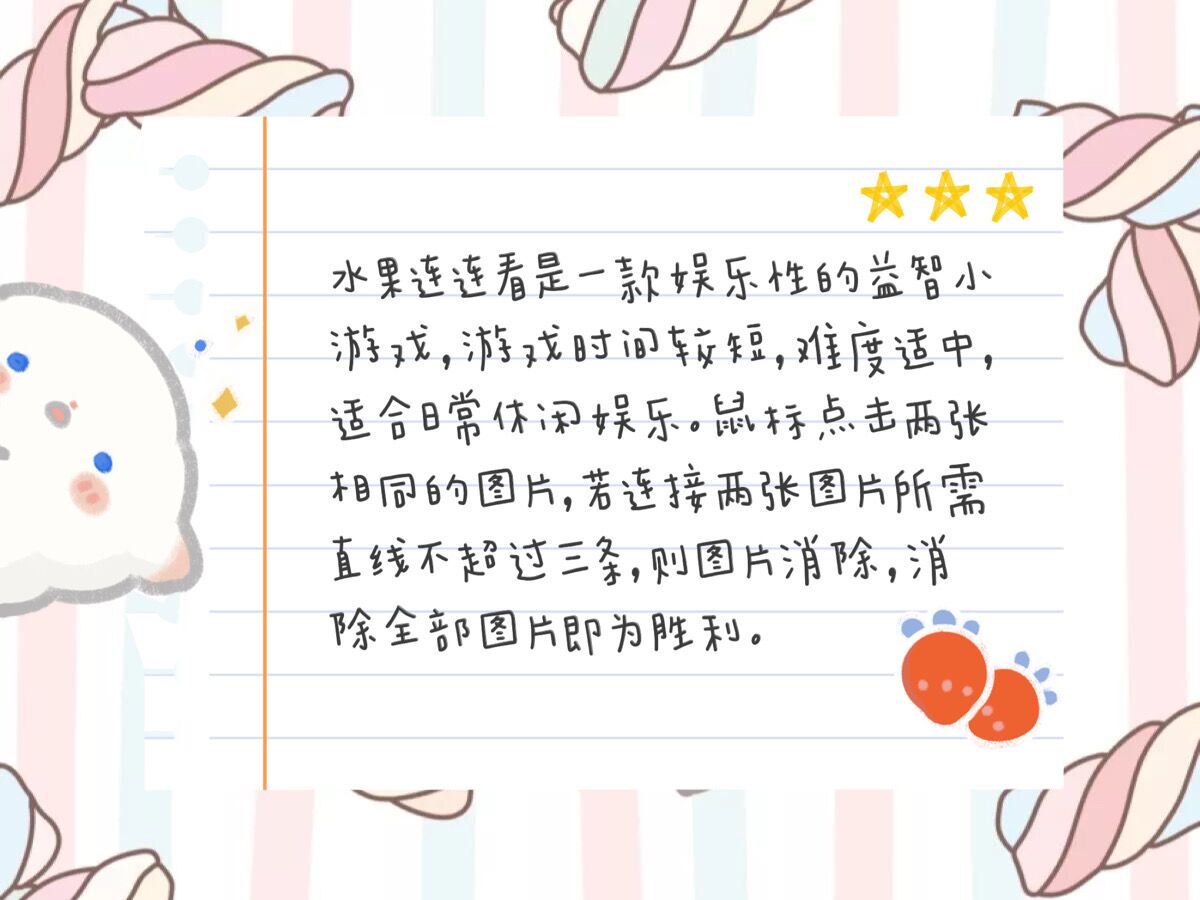 水果连连看是一款娱乐性的益智小
游戏,游戏时间较短,难度适中,
适合日常休闲娱乐。鼠标点击两张
相同的图片,若连接两张图片所需
直线不超过三条,则图片消除,消
除全部图片即为胜利。